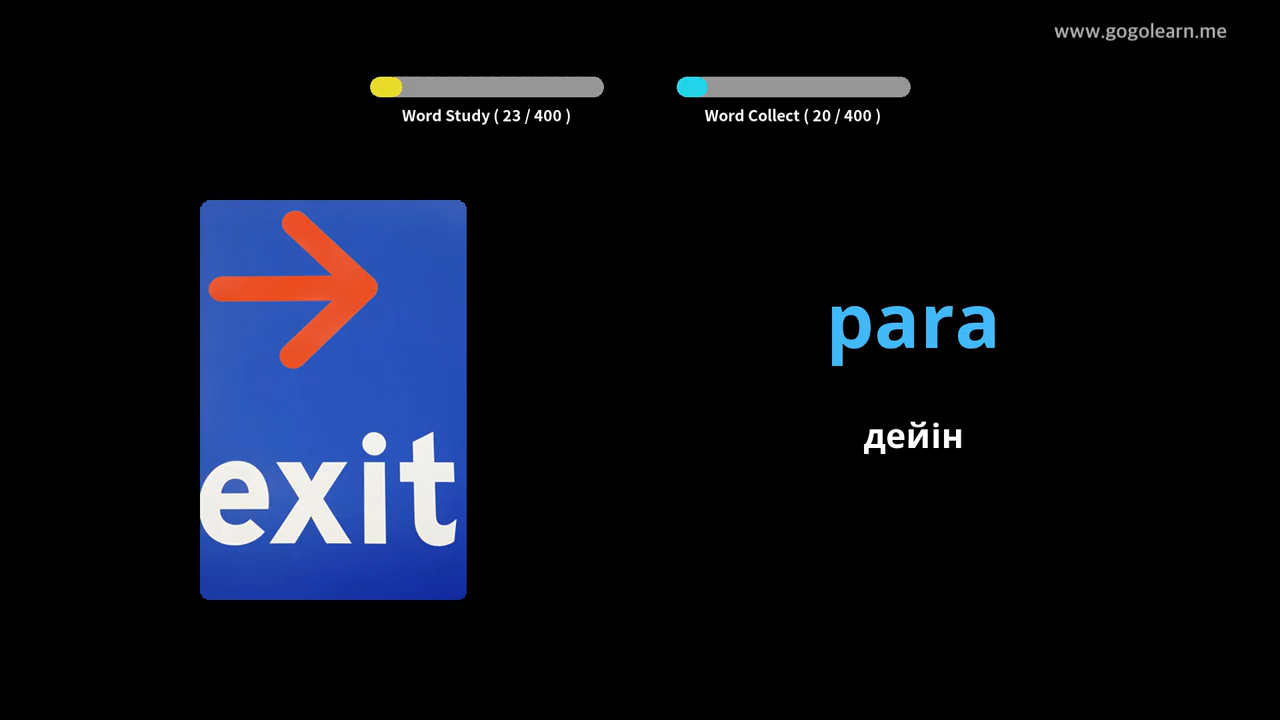 www.gogolearn.me
Word Study ( 23 / 400 )
Word Collect ( 20 / 400 )
exit
para
дейін